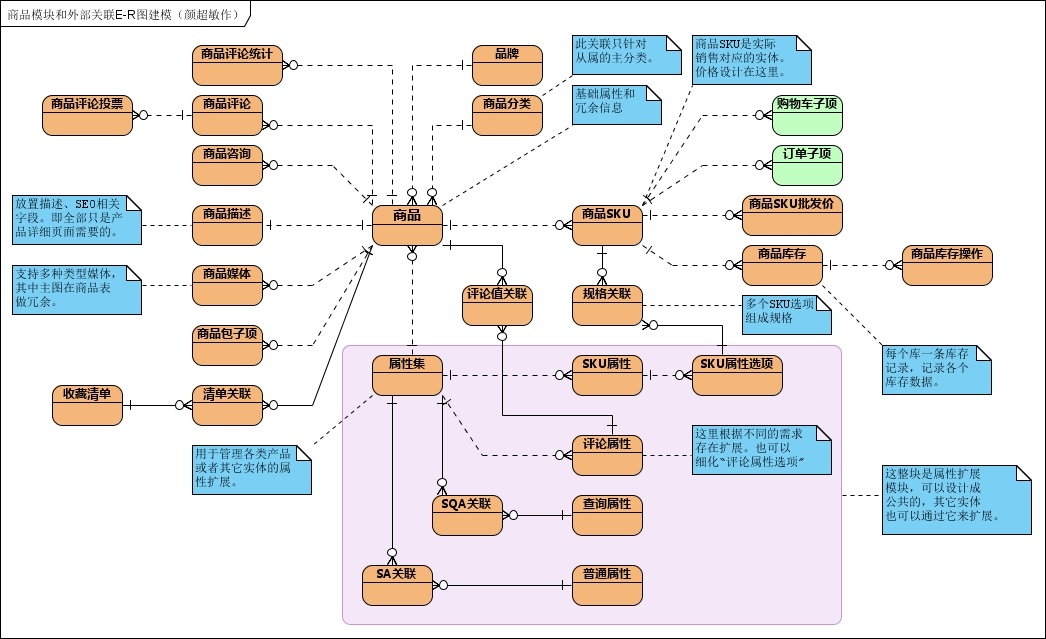 商品模块和外部关联E-R图建模（颜超敏作）
商品评论统计
品牌
此关联只针对
从属的主分类。
商品SKU是实际
销售对应的实体。
价格设计在这里。
商品评论投票
商品评论
商品分类
基础属性和
冗余信息
购物车子项
商品咨询
订单子项
放置描述、SEO相关
字段。即全部只是产
品详细页面需要的。
商品描述
商品
商品SKU
商品SKU批发价
支持多种类型媒体，
其中主图在商品表
做冗余。
商品媒体
评论值关联
规格关联
商品库存
商品库存操作
多个SKU选项
组成规格
商品包子项
每个库一条库存
记录，记录各个
库存数据。
收藏清单
清单关联
属性集
SKU属性
SKU属性选项
用于管理各类产品
或者其它实体的属
性扩展。
评论属性
这里根据不同的需求
存在扩展。也可以
细化“评论属性选项”
这整块是属性扩展
模块，可以设计成
公共的，其它实体
也可以通过它来扩展。
SQA关联
查询属性
SA关联
普通属性